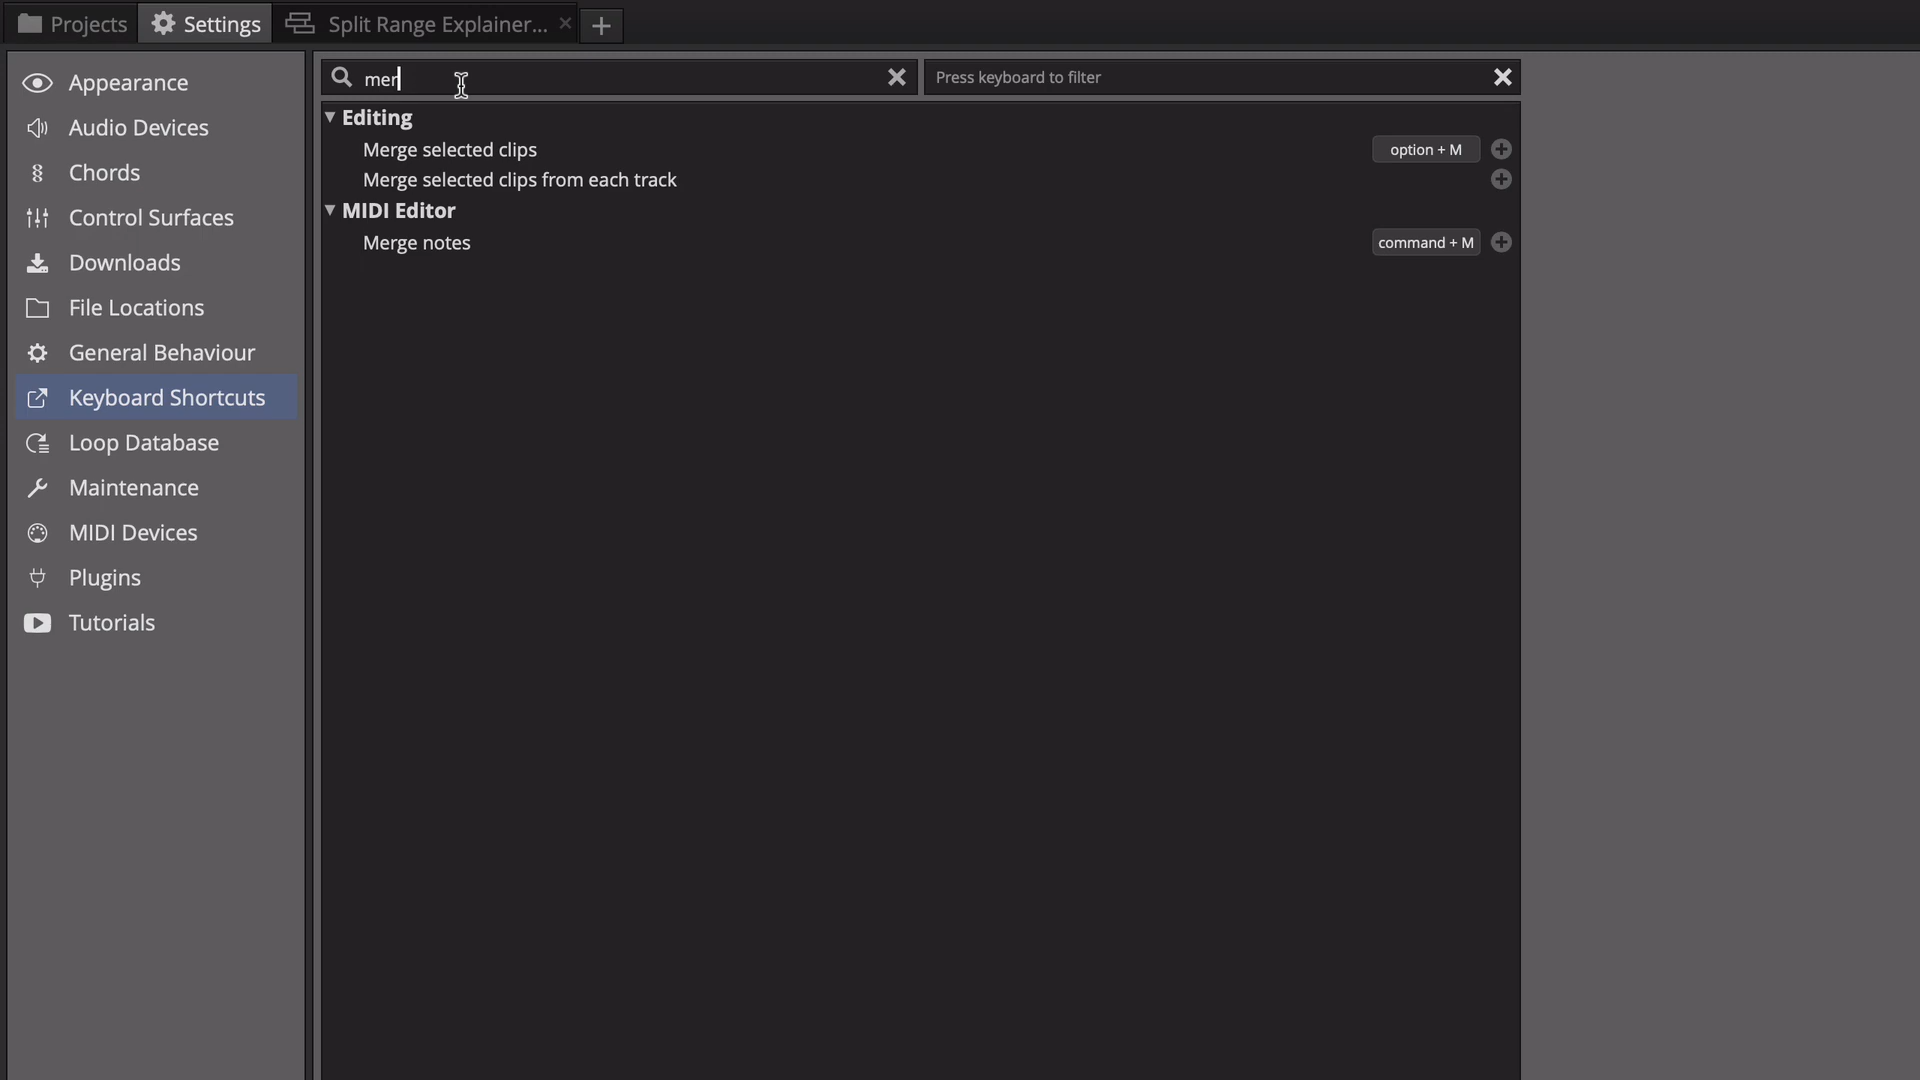 Projects
Settings
Split Range Explainer...
Appearance
Audio Devices
Chords
Control Surfaces
Downloads
File Locations
General Behaviour
Keyboard Shortcuts
Loop Database
Maintenance
MIDI Devices
Plugins
Tutorials
mer
Press keyboard to filter
Editing
Merge selected clips option + M
Merge selected clips from each track
MIDI Editor
Merge notes command + M